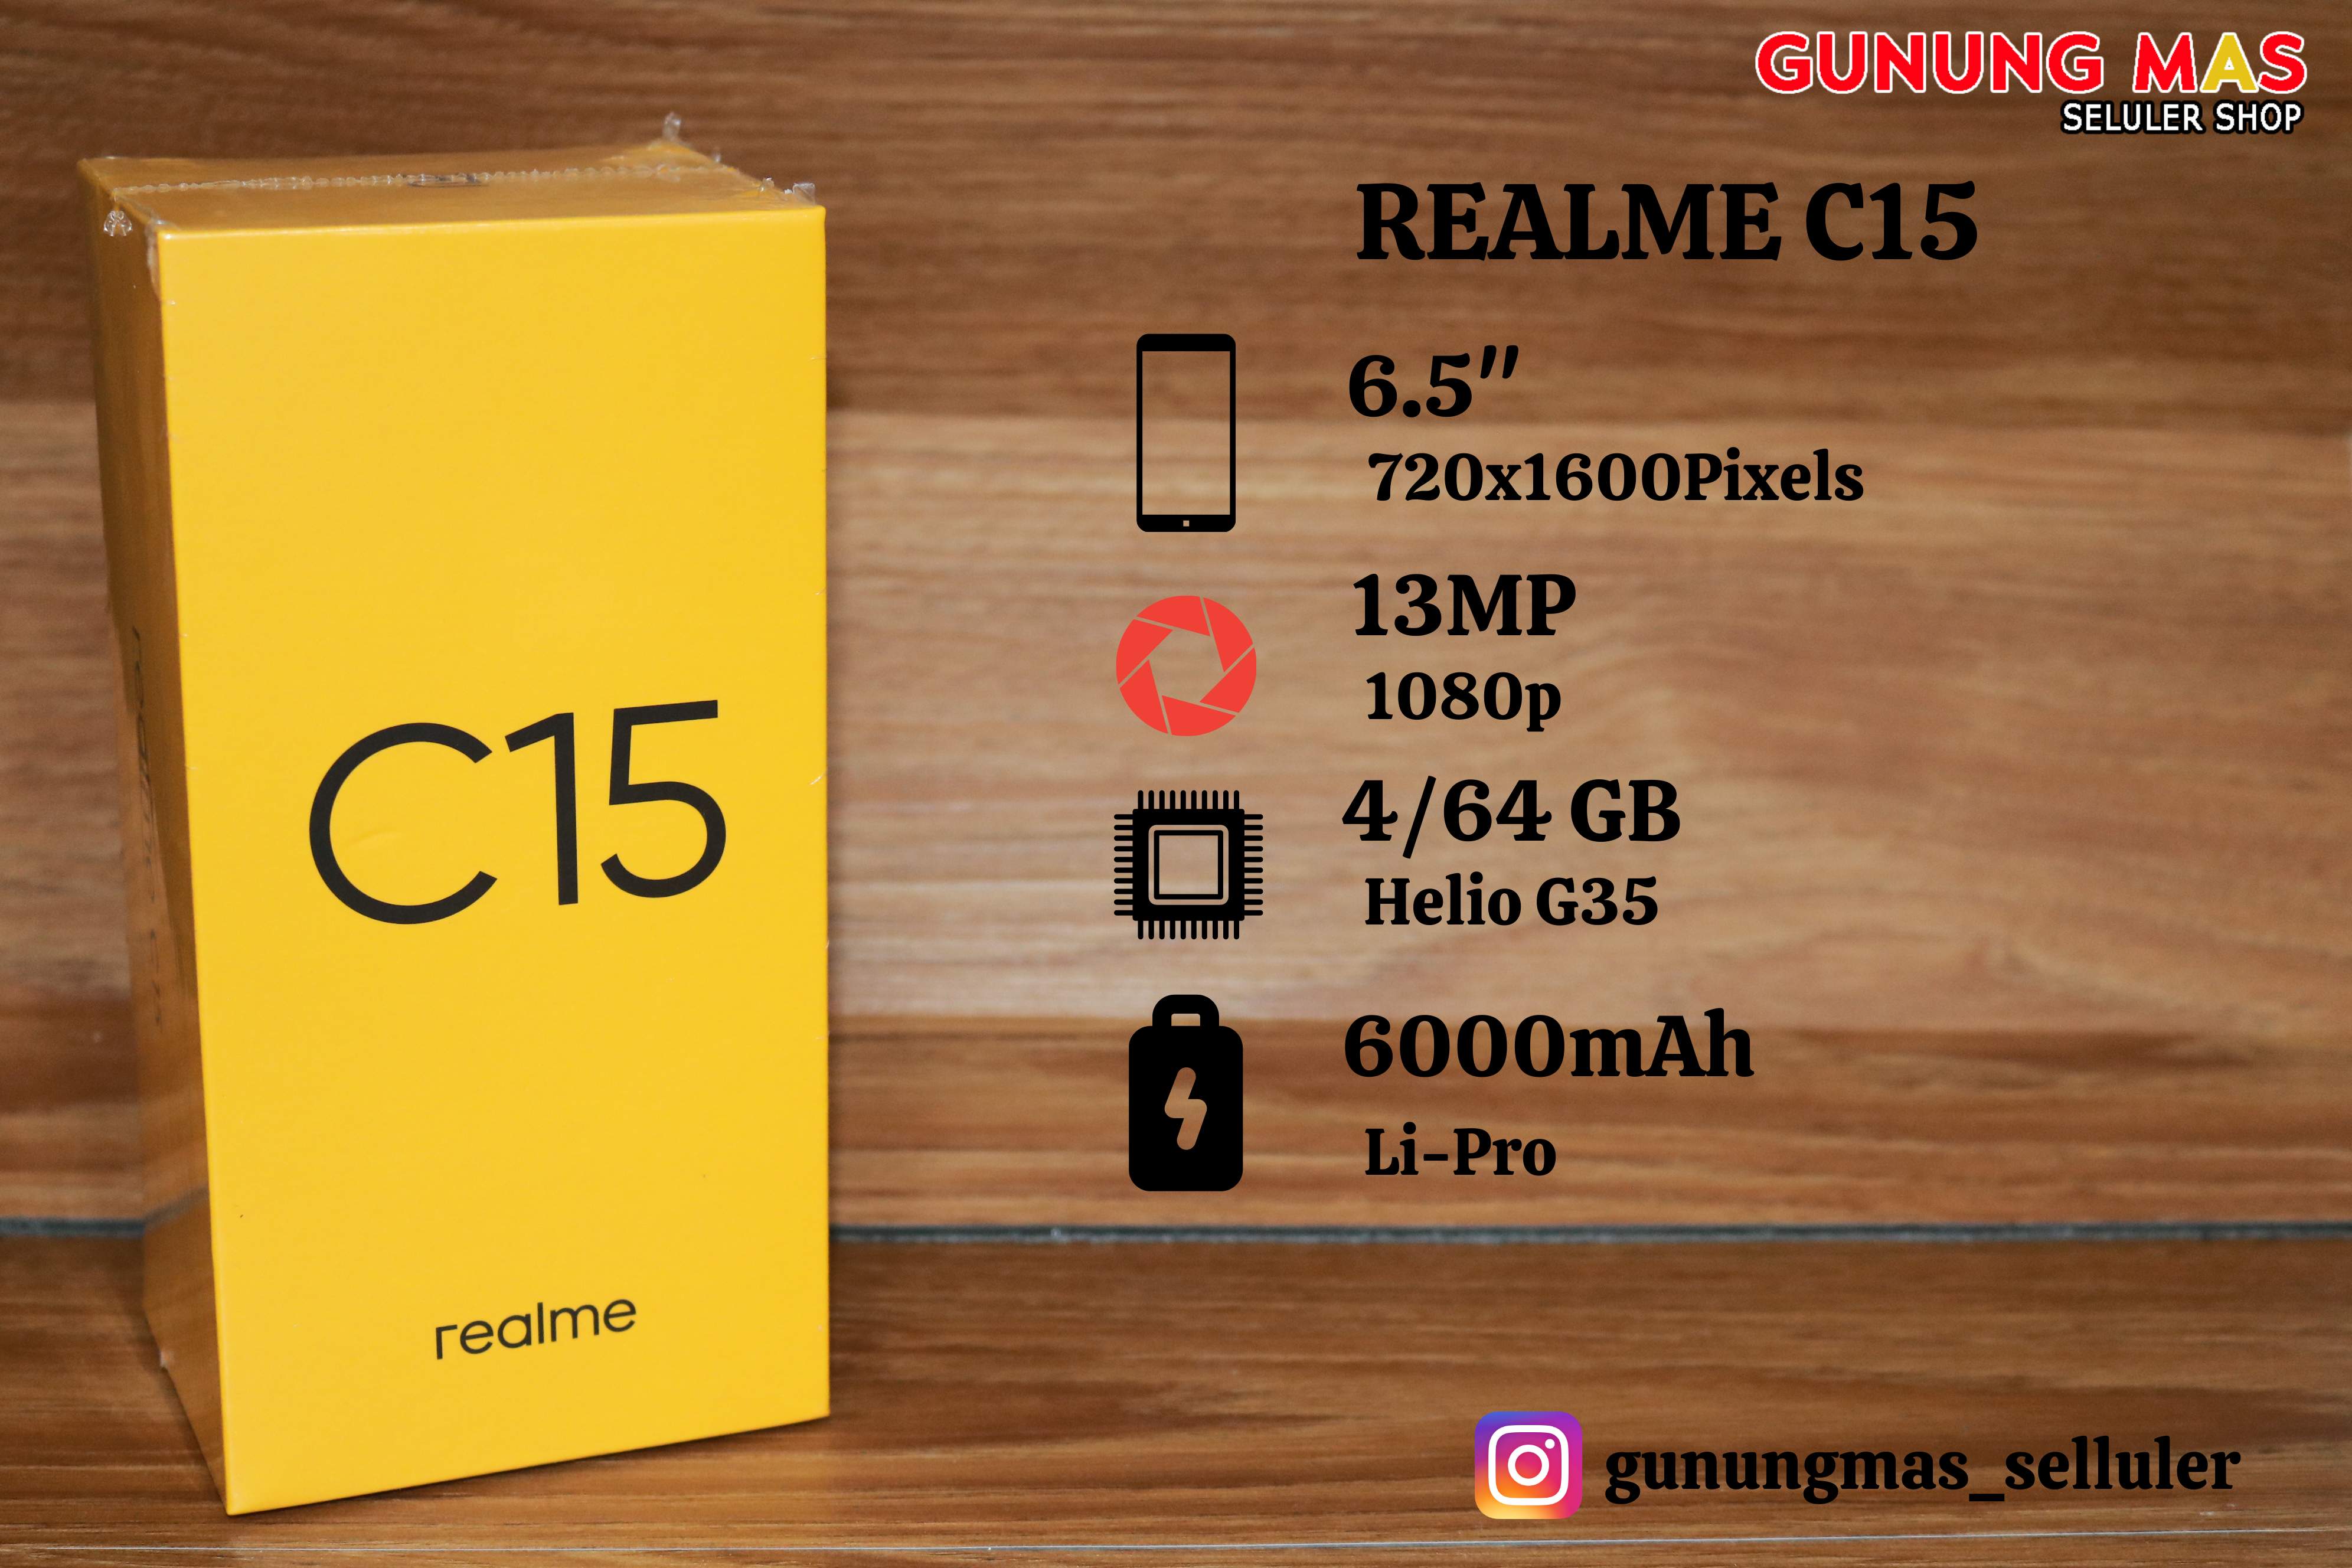 GUNUNG MAS
SELULER SHOP
REALME C15
6.5"
720x1600Pixels
13MP
1080p
4/64 GB
Helio G35
6000mAh
Li-Pro
C15
realme
gunungmas_selluler